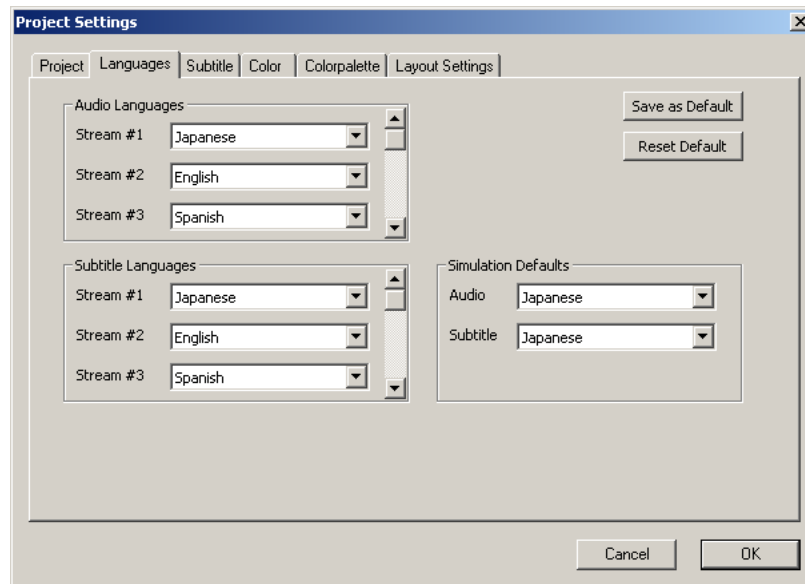 Project Settings
Project Languages Subtitle Color Colorpalette Layout Settings
Audio Languages
Stream #1 Japanese
Stream #2 English
Stream #3 Spanish
Save as Default
Reset Default
Subtitle Languages
Stream #1 Japanese
Stream #2 English
Stream #3 Spanish
Simulation Defaults
Audio Japanese
Subtitle Japanese
Cancel OK